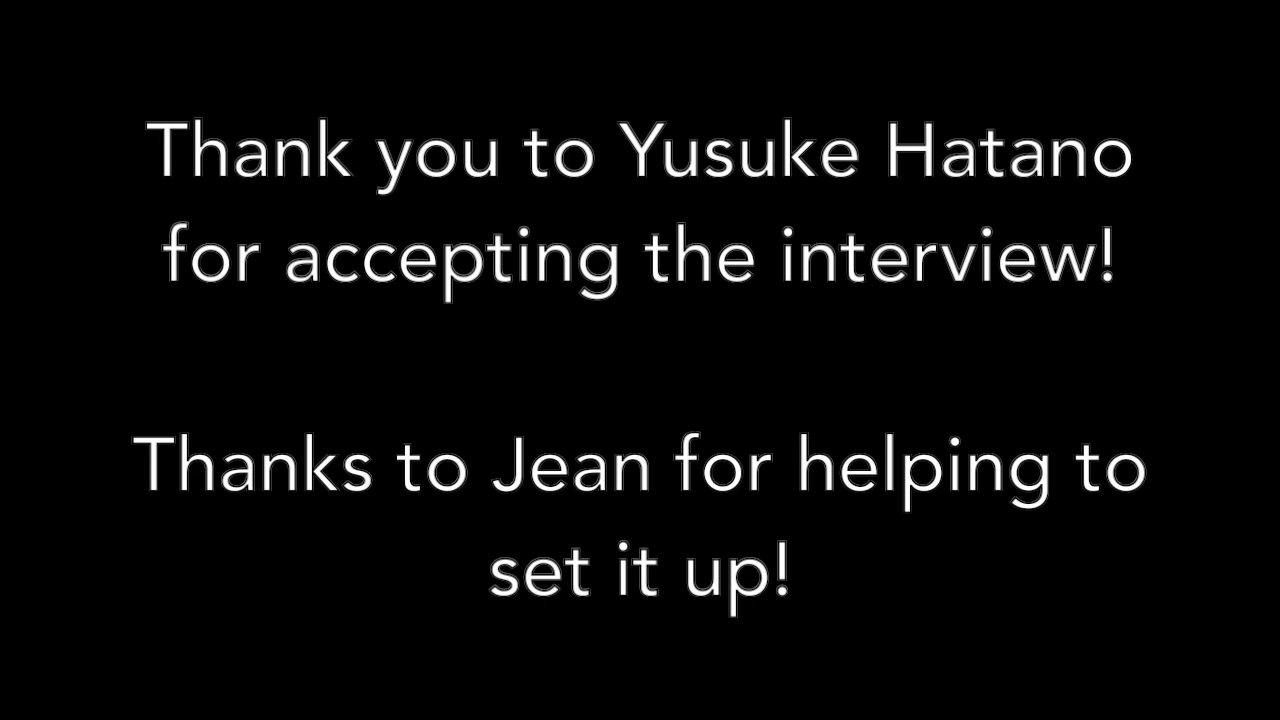 Thank you to Yusuke Hatano
for accepting the interview!
Thanks to Jean for helping to
set it up!